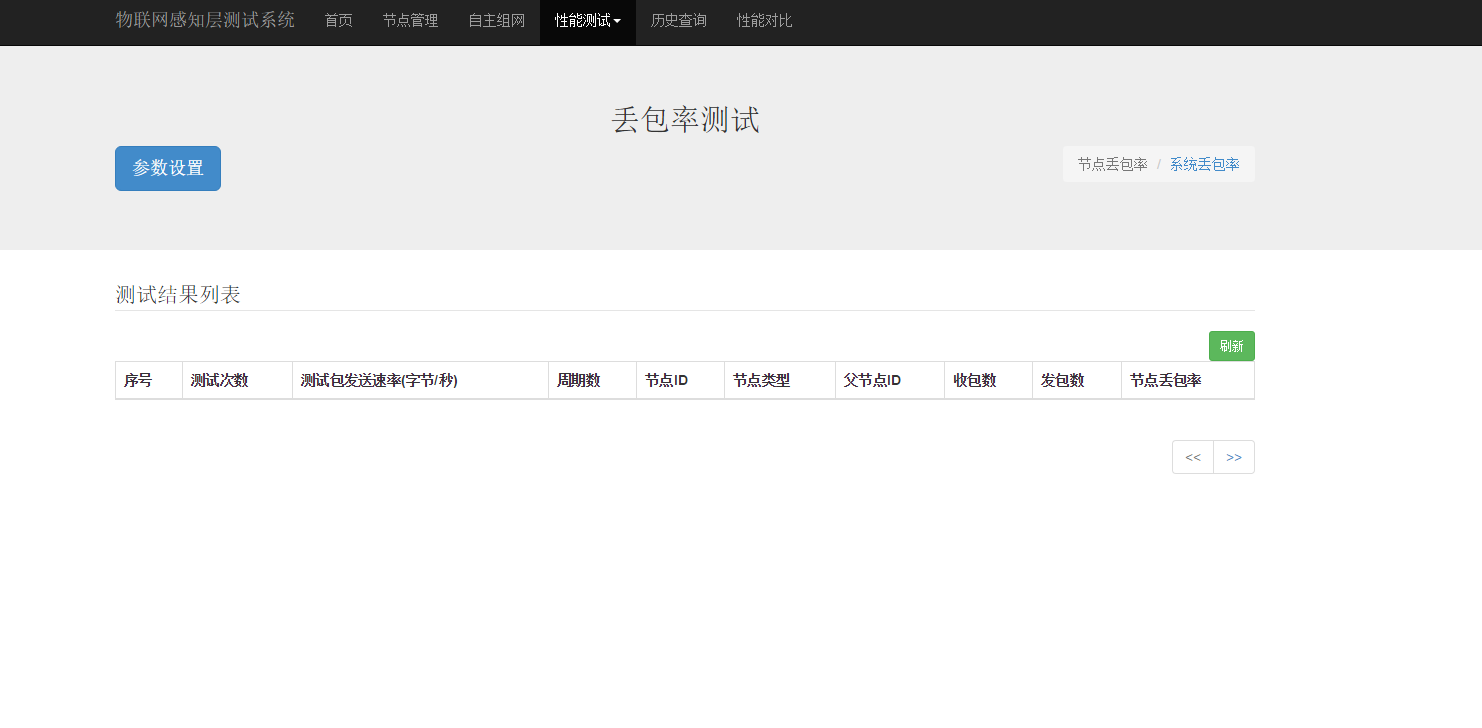 物联网感知层测试系统 首页 节点管理 自主组网 性能测试 历史查询 性能对比
丢包率测试
参数设置 节点丢包率 / 系统丢包率
测试结果列表
刷新
序号 测试次数 测试包发送速率(字节/秒) 周期数 节点ID 节点类型 父节点ID 收包数 发包数 节点丢包率
<< >>